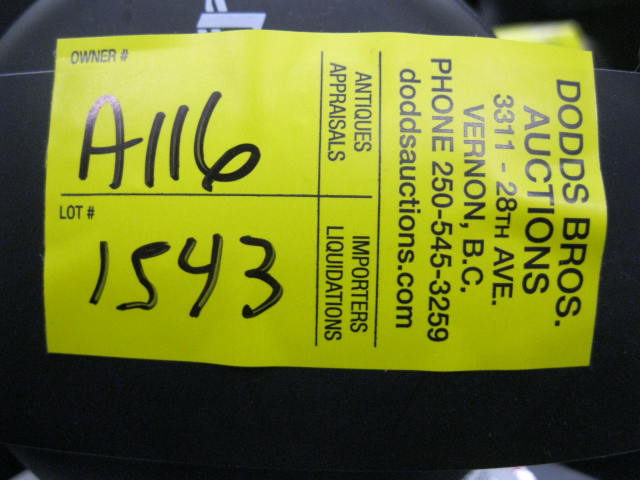 DODDS BROS.
AUCTIONS
3311 - 28TH AVE.
VERNON, B.C.
PHONE 250-545-3259
doddsauctions.com
ANTIQUES
APPRAISALS
IMPORTERS
LIQUIDATIONS
OWNER #
A116
LOT #
1543